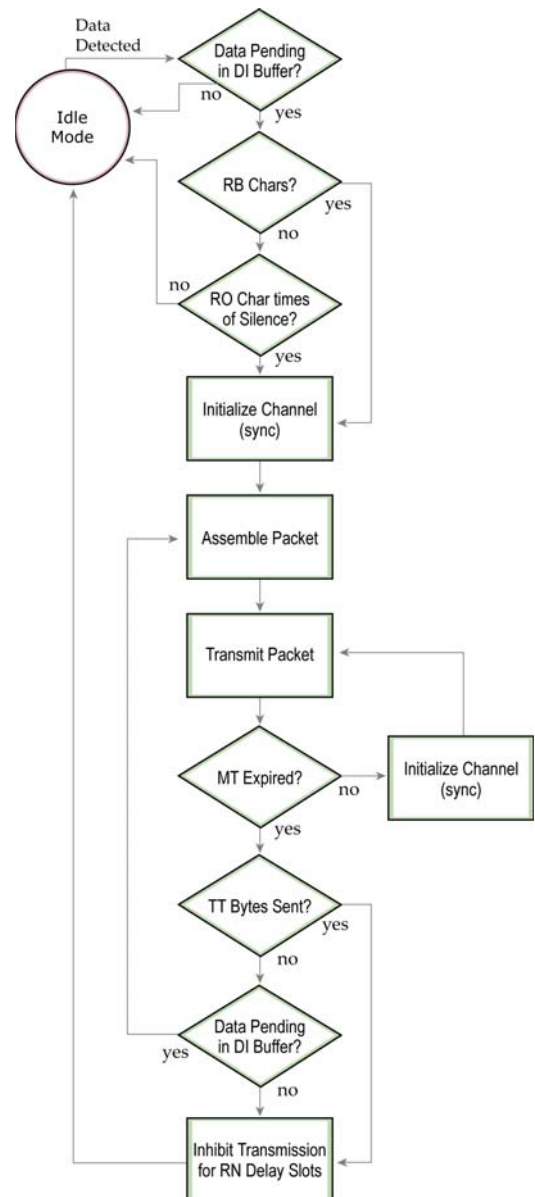 Data
Detected
Data Pending
in DI Buffer?
no
yes
Idle
Mode
RB Chars?
yes
no
no
RO Char times
of Silence?
yes
Initialize Channel
(sync)
Assemble Packet
Transmit Packet
MT Expired?
no
Initialize Channel
(sync)
yes
TT Bytes Sent?
yes
no
Data Pending
in DI Buffer?
yes
no
Inhibit Transmission
for RN Delay Slots